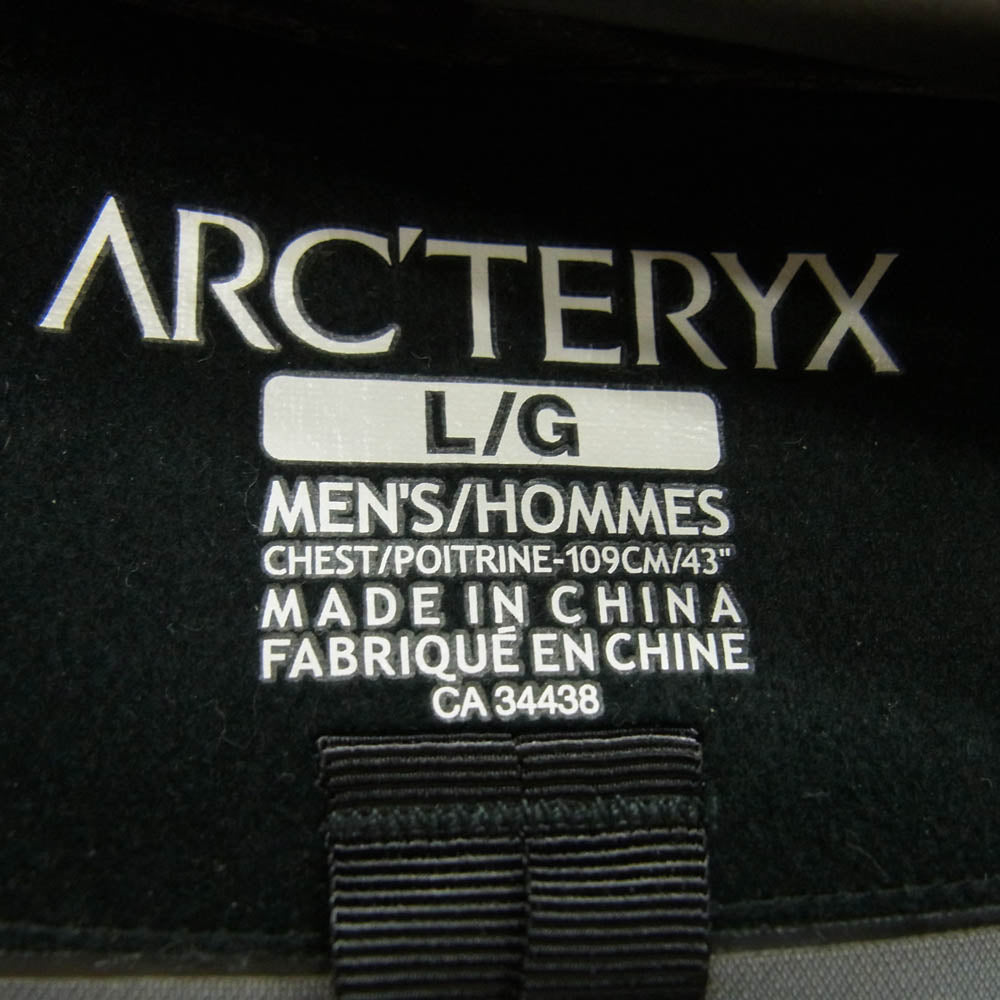 ARC'TERYX
L/G
MEN'S/HOMMES
CHEST/POITRINE-109CM/43"
MADE IN CHINA
FABRIQUÉ EN CHINE
CA 34438